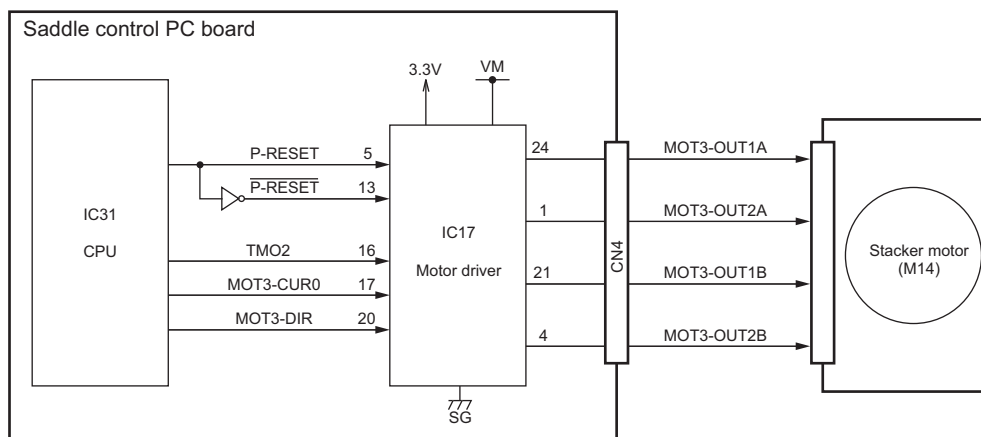 Saddle control PC board
3.3V
VM
P-RESET 5
P-RESET 13
IC31
CPU
TMO2 16
MOT3-CUR0 17
MOT3-DIR 20
IC17
Motor driver
SG
24
1
21
4
CN4
MOT3-OUT1A
MOT3-OUT2A
MOT3-OUT1B
MOT3-OUT2B
Stacker motor
(M14)